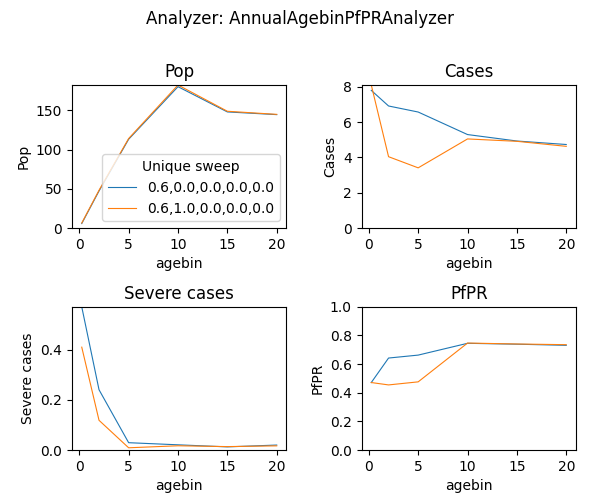 Analyzer: AnnualAgebinPfPRAnalyzer
Pop
Pop
150
100
50
0
Unique sweep
0.6,0.0,0.0,0.0,0.0
0.6,1.0,0.0,0.0,0.0
0 5 10 15 20
agebin
Cases
Cases
8
6
4
2
0
0 5 10 15 20
agebin
Severe cases
Severe cases
0.4
0.2
0.0
0 5 10 15 20
agebin
PfPR
PfPR
1.0
0.8
0.6
0.4
0.2
0.0
0 5 10 15 20
agebin